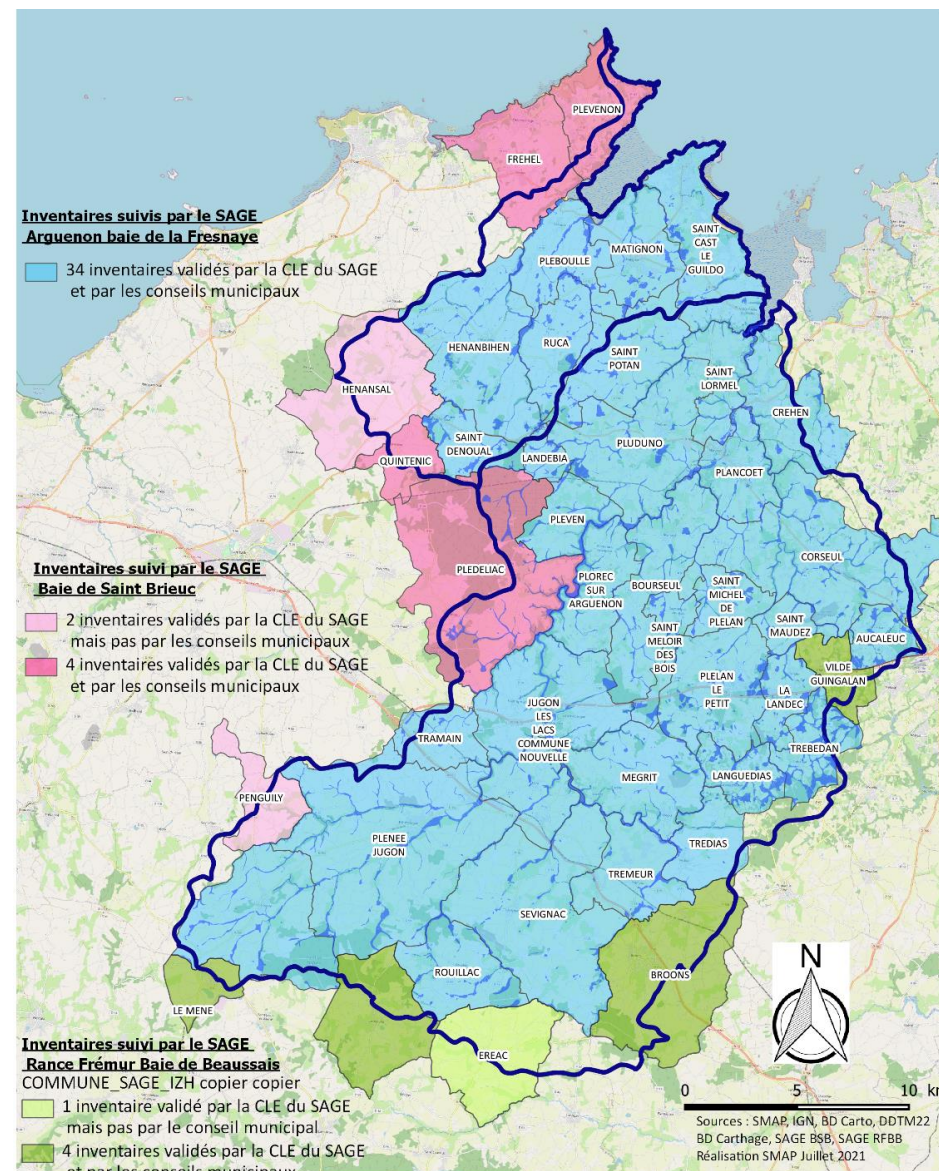 PLEVENON
FREHEL
Inventaires suivis par le SAGE
Arguenon baie de la Fresnaye
34 inventaires validés par la CLE du SAGE
et par les conseils municipaux
SAINT
CAST
LE
GUILDO
MATIGNON
PLEBOULLE
HENANBIHEN
RUCA
SAINT
POTAN
HENANSAL
SAINT
LORMEL
CREHEN
SAINT
DENOUAL
LANDEBIA
PLUDUNO
QUINTENIC
PLANCOET
PLEVEN
CORSEUL
Inventaires suivi par le SAGE
Baie de Saint Brieuc
2 inventaires validés par la CLE du SAGE
mais pas par les conseils municipaux
4 inventaires validés par la CLE du SAGE
et par les conseils municipaux
PLEDELIAC
PLOREC
SUR
ARGUENON
BOURSEUL
SAINT
MICHEL
DE
PLELAN
SAINT
MELOIR
DES
BOIS
SAINT
MAUDEZ
AUCALEUC
VILDE
GUINGALAN
PLELAN
LE
PETIT
LA
LANDEC
JUGON
LES
LACS
COMMUNE
NOUVELLE
TRAMAIN
TREBEDAN
MEGRIT
LANGUEDIAS
PENGUILY
PLENEE
JUGON
TREDIAS
TREMEUR
SEVIGNAC
ROUILLAC
BROONS
LE MENE
EREAC
N
Inventaires suivi par le SAGE
Rance Frémur Baie de Beaussais
COMMUNE_SAGE_IZH copier copier
1 inventaire validé par la CLE du SAGE
mais pas par le conseil municipal
4 inventaires validés par la CLE du SAGE
et par les conseils municipaux
0 5 10 km
Sources : SMAP, IGN, BD Carto, DDTM22
BD Carthage, SAGE BSB, SAGE RFBB
Réalisation SMAP Juillet 2021